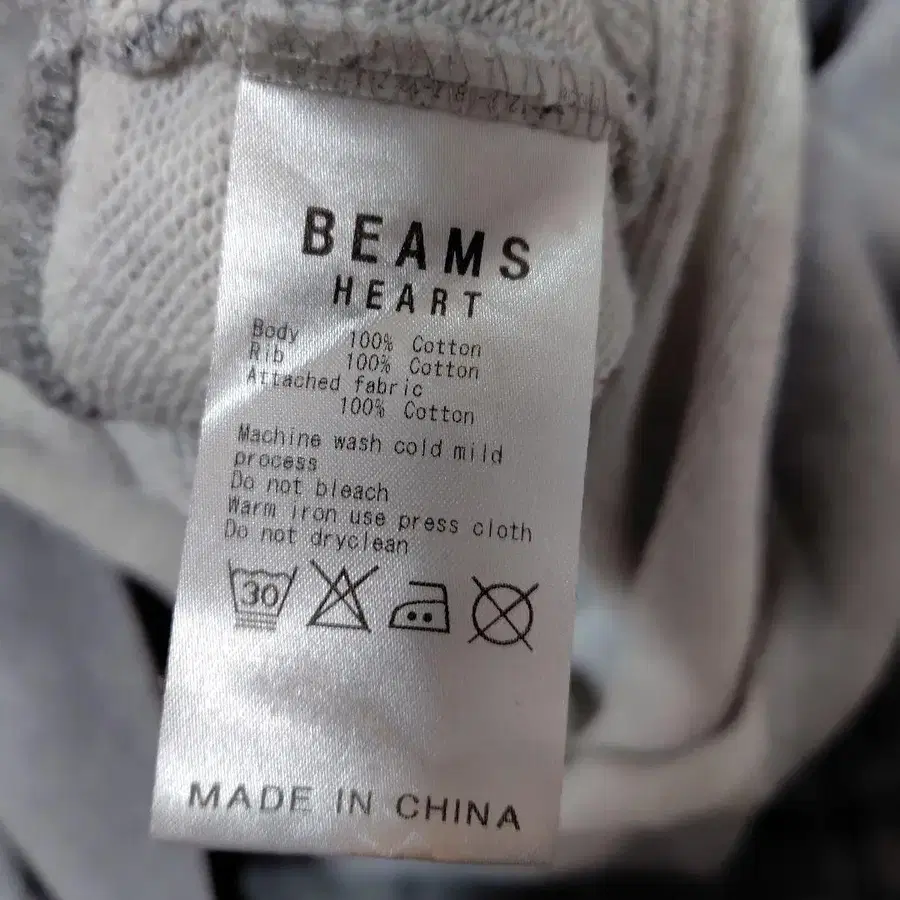 BEAMS
HEART
Body 100% Cotton
Rib 100% Cotton
Attached fabric
100% Cotton
Machine wash cold mild
process
Do not bleach
Warm iron use press cloth
Do not dryclean
30
MADE IN CHINA